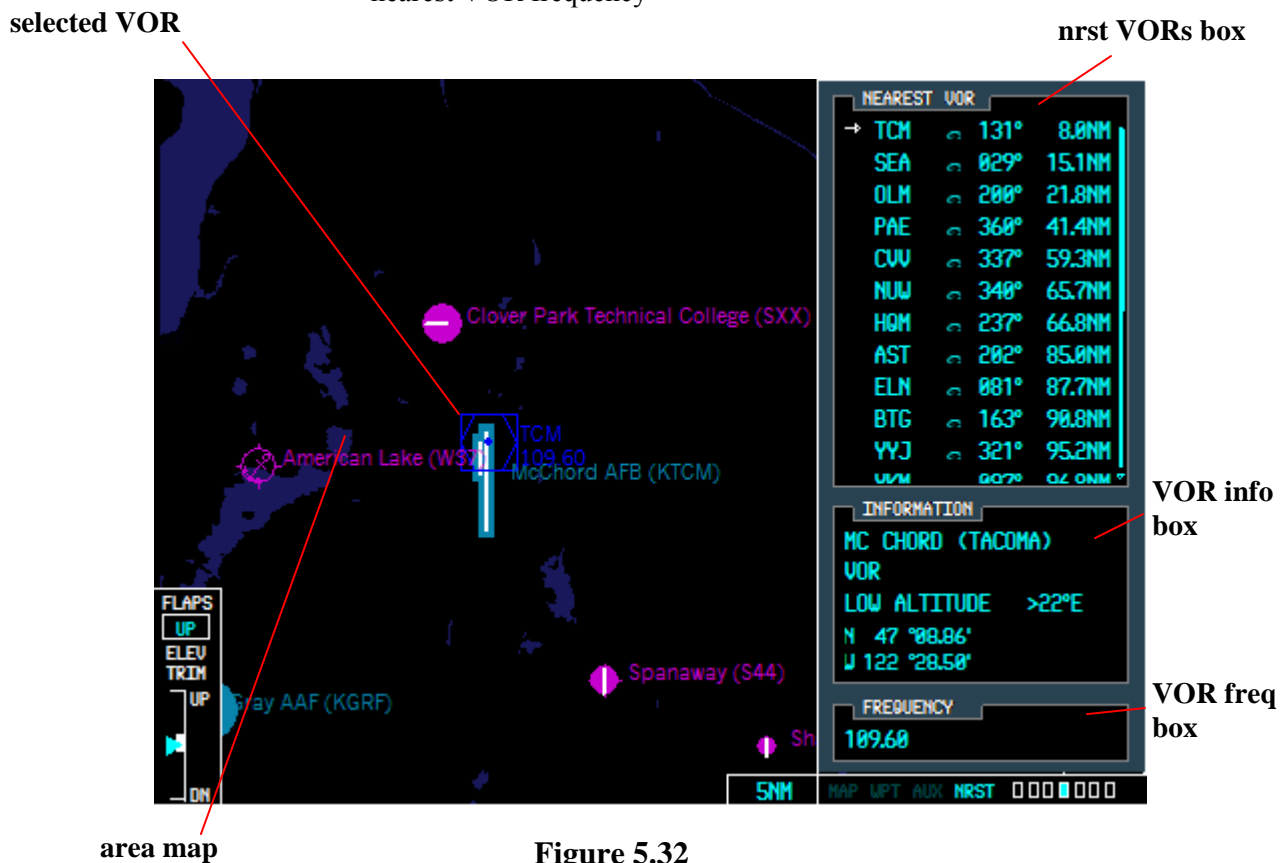 nearest VOR frequency
selected VOR
nrst VORs box
NEAREST VOR
TCM 131° 8.0NM
SEA 029° 15.1NM
OLM 200° 21.8NM
PAE 360° 41.4NM
CVV 337° 59.3NM
NUW 340° 65.7NM
HQM 237° 66.8NM
AST 202° 85.0NM
ELN 081° 87.7NM
BTG 163° 90.8NM
YYJ 321° 95.2NM
Clover Park Technical College (SXX)
TCM
109.60
American Lake (W37)
McChord AFB (KTCM)
VOR info
box
INFORMATION
MC CHORD (TACOMA)
VOR
LOW ALTITUDE >22°E
N 47 °08.86'
W 122 °28.50'
FLAPS
UP
ELEV
TRIM
UP
DN
Gray AAF (KGRF)
Spanaway (S44)
Sh
VOR freq
box
FREQUENCY
109.60
5NM
MAP WPT AUX NRST
area map
Figure 5.32